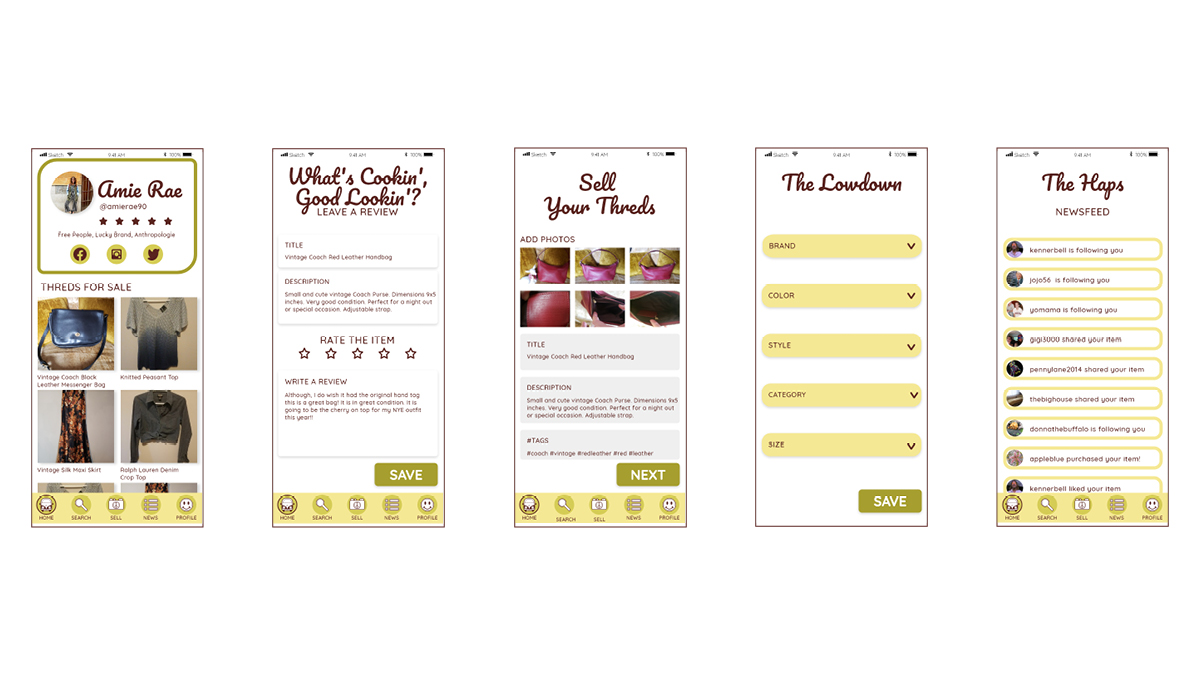 Sketch 9:41 AM 100%
Amie Rae
@amierae90
Free People, Lucky Brand, Anthropologie
THREDS FOR SALE
Vintage Coach Black
Leather Messenger Bag
Knitted Peasant Top
Vintage Silk Maxi Skirt
Ralph Lauren Denim
Crop Top
HOME SEARCH SELL NEWS PROFILE
Sketch 9:41 AM 100%
What's Cookin',
Good Lookin'?
LEAVE A REVIEW
TITLE
Vintage Coach Red Leather Handbag
DESCRIPTION
Small and cute vintage Coach Purse. Dimensions 9x5
inches. Very good condition. Perfect for a night out
or special occasion. Adjustable strap.
RATE THE ITEM
WRITE A REVIEW
Although, I do wish it had the original hand tag
this is a great bag! It is in great condition. It is
going to be the cherry on top for my NYE outfit
this year!!
SAVE
HOME SEARCH SELL NEWS PROFILE
Sketch 9:41 AM 100%
Sell
Your Threds
ADD PHOTOS
TITLE
Vintage Coach Red Leather Handbag
DESCRIPTION
Small and cute vintage Coach Purse. Dimensions 9x5
inches. Very good condition. Perfect for a night out
or special occasion. Adjustable strap.
#TAGS
#coach #vintage #redleather #red #leather
NEXT
HOME SEARCH SELL NEWS PROFILE
Sketch 9:41 AM 100%
The Lowdown
BRAND
COLOR
STYLE
CATEGORY
SIZE
SAVE
Sketch 9:41 AM 100%
The Haps
NEWSFEED
kennerbell is following you
jojo56 is following you
yomama is following you
gigi3000 shared your item
pennylane2014 shared your item
thebighouse shared your item
donnathebuffalo is following you
appleblue purchased your item!
kennerbell liked your item
HOME SEARCH SELL NEWS PROFILE